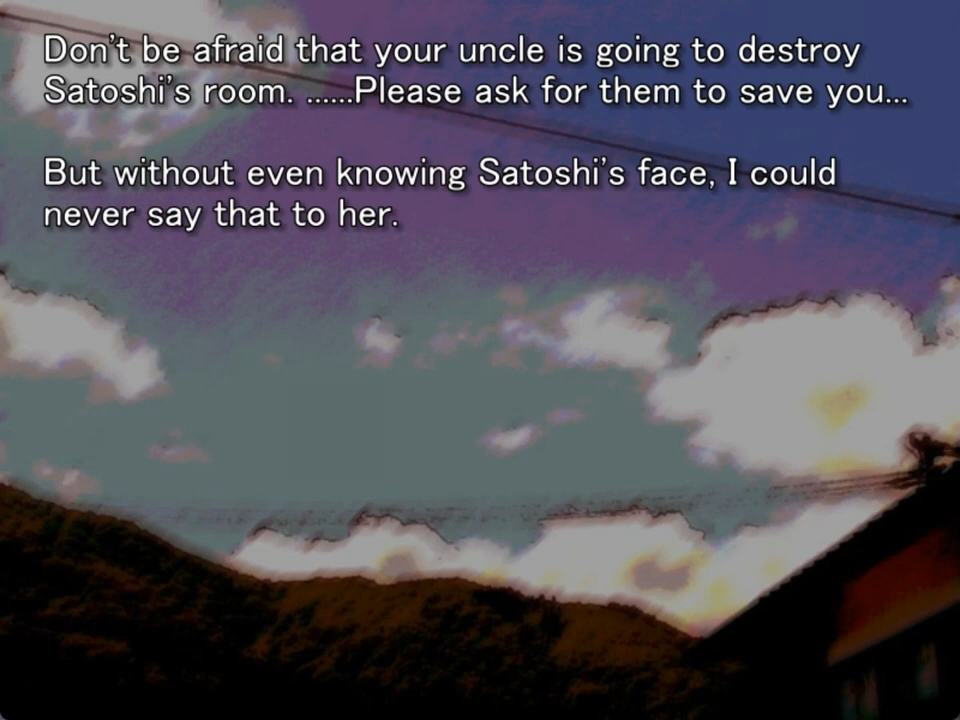 Don't be afraid that your uncle is going to destroy
Satoshi's room. ......Please ask for them to save you...
But without even knowing Satoshi's face, I could
never say that to her.